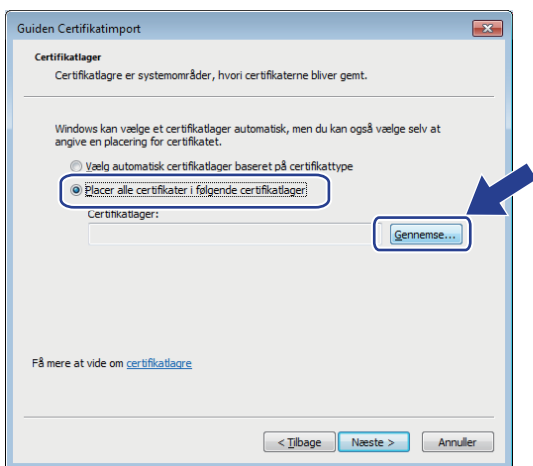 Guiden Certifikatimport
Certifikatlager
Certifikatlagre er systemområder, hvori certifikaterne bliver gemt.
Windows kan vælge et certifikatlager automatisk, men du kan også vælge selv at
angive en placering for certifikatet.
Vælg automatisk certifikatlager baseret på certifikattype
Placer alle certifikater i følgende certifikatlager
Certifikatlager:
Gennemse...
Få mere at vide om certifikatlagre
< Tilbage
Næste >
Annuller